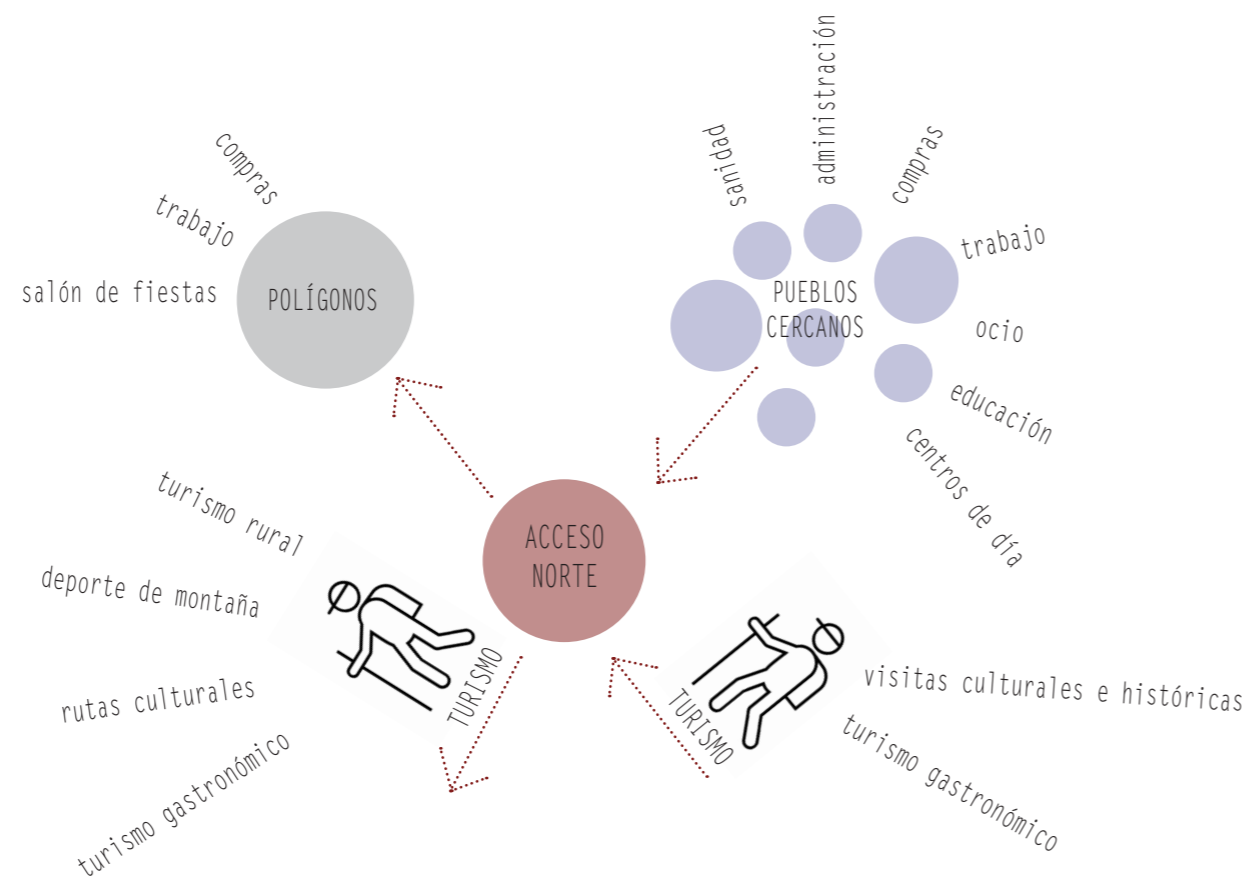 compras
trabajo
salón de fiestas
POLÍGONOS
sanidad
administración
compras
trabajo
ocio
educación
centros de día
PUEBLOS
CERCANOS
ACCESO
NORTE
turismo rural
deporte de montaña
rutas culturales
turismo gastronómico
TURISMO
TURISMO
visitas culturales e históricas
turismo gastronómico